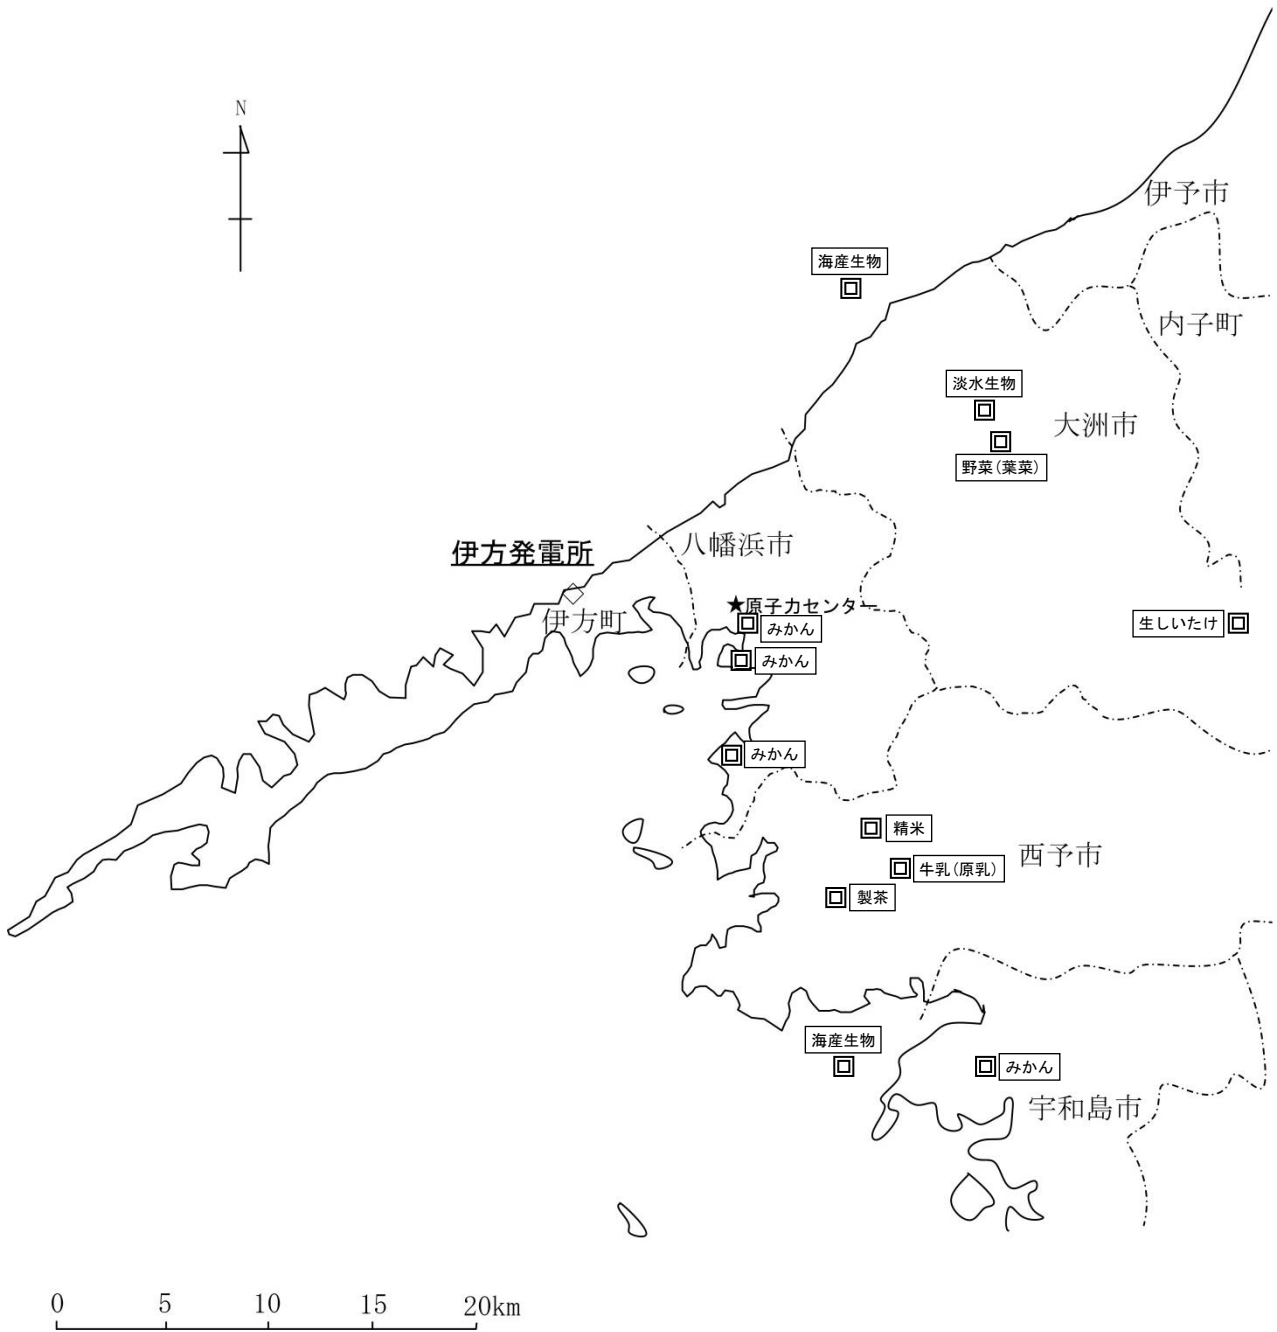 N
伊予市
海産生物
内子町
淡水生物
大洲市
野菜(葉菜)
八幡浜市
伊方発電所
★原子力センター
伊方町
みかん
生しいたけ
みかん
みかん
精米
西予市
牛乳(原乳)
製茶
海産生物
みかん
宇和島市
0 5 10 15 20km